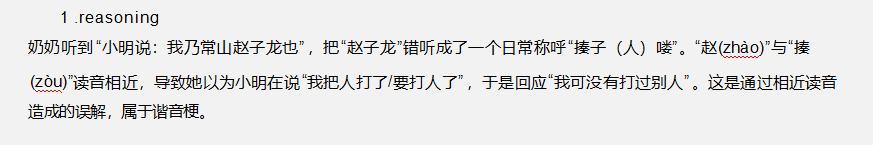 1 .reasoning
奶奶听到“小明说：我乃常山赵子龙也”，把“赵子龙”错听成了一个日常称呼“揍子（人）喽”。“赵(zhào)”与“揍
(zòu)”读音相近，导致她以为小明在说“我把人打了/要打人了”，于是回应“我可没有打过别人”。这是通过相近读音
造成的误解，属于谐音梗。